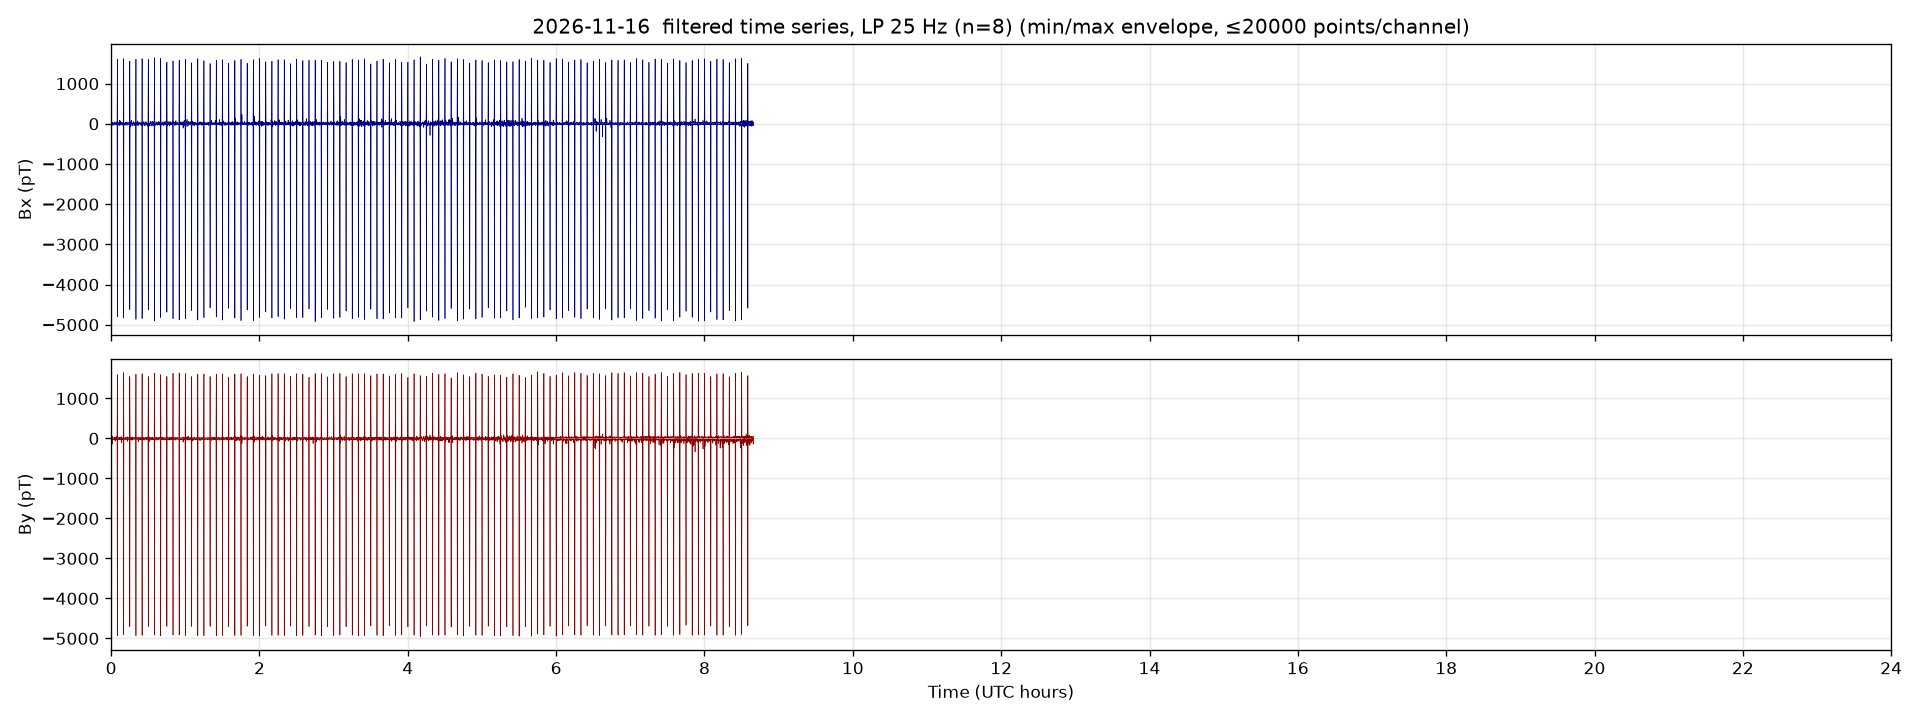 2026-11-16  filtered time series, LP 25 Hz (n=8) (min/max envelope, ≤20000 points/channel)
Bx (pT)
1000
0
−1000
−2000
−3000
−4000
−5000
By (pT)
1000
0
−1000
−2000
−3000
−4000
−5000
0 2 4 6 8 10 12 14 16 18 20 22 24
Time (UTC hours)